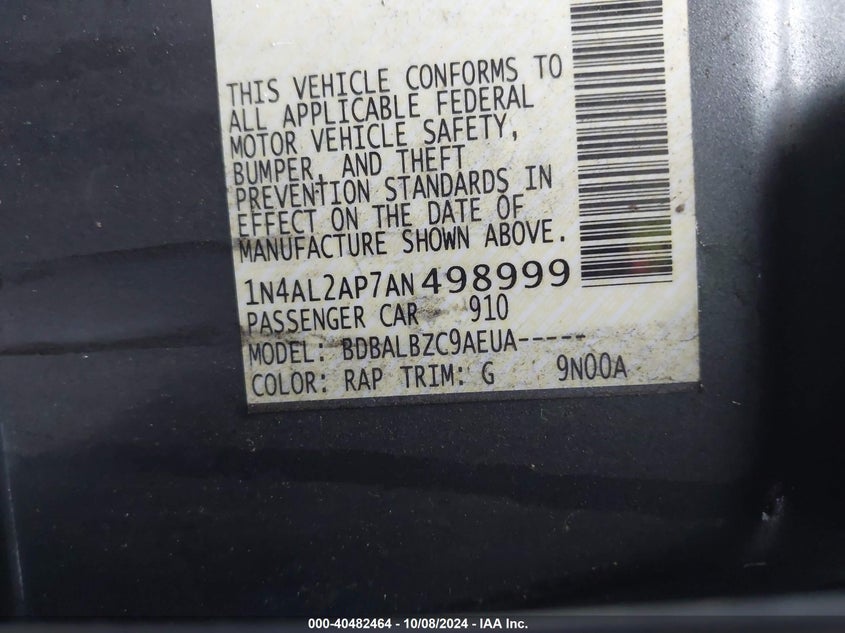 THIS VEHICLE CONFORMS TO
ALL APPLICABLE FEDERAL
MOTOR VEHICLE SAFETY,
BUMPER, AND THEFT
PREVENTION STANDARDS IN
EFFECT ON THE DATE OF
MANUFACTURE SHOWN ABOVE.
1N4AL2AP7AN498999
PASSENGER CAR 910
MODEL: BDBALBZC9AEUA-----
COLOR: RAP TRIM: G 9N00A
000-40482464 - 10/08/2024 - IAA Inc.